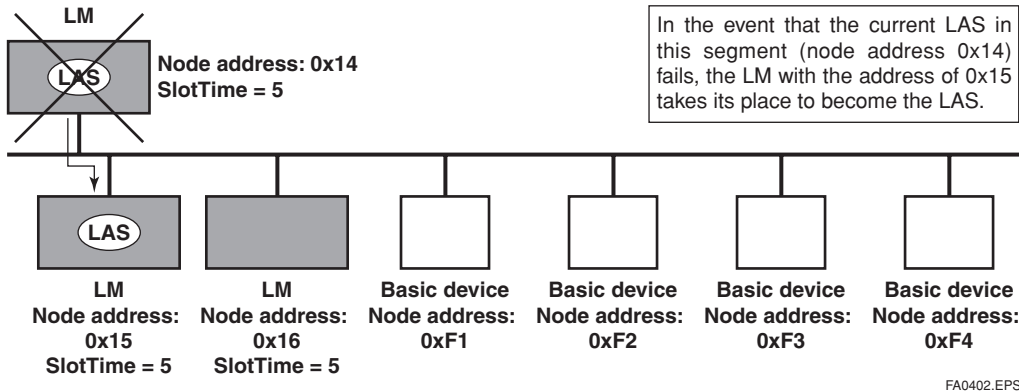 LM
LAS
Node address: 0x14
SlotTime = 5
In the event that the current LAS in
this segment (node address 0x14)
fails, the LM with the address of 0x15
takes its place to become the LAS.
LAS
LM
Node address:
0x15
SlotTime = 5
LM
Node address:
0x16
SlotTime = 5
Basic device
Node address:
0xF1
Basic device
Node address:
0xF2
Basic device
Node address:
0xF3
Basic device
Node address:
0xF4
FA0402.EPS